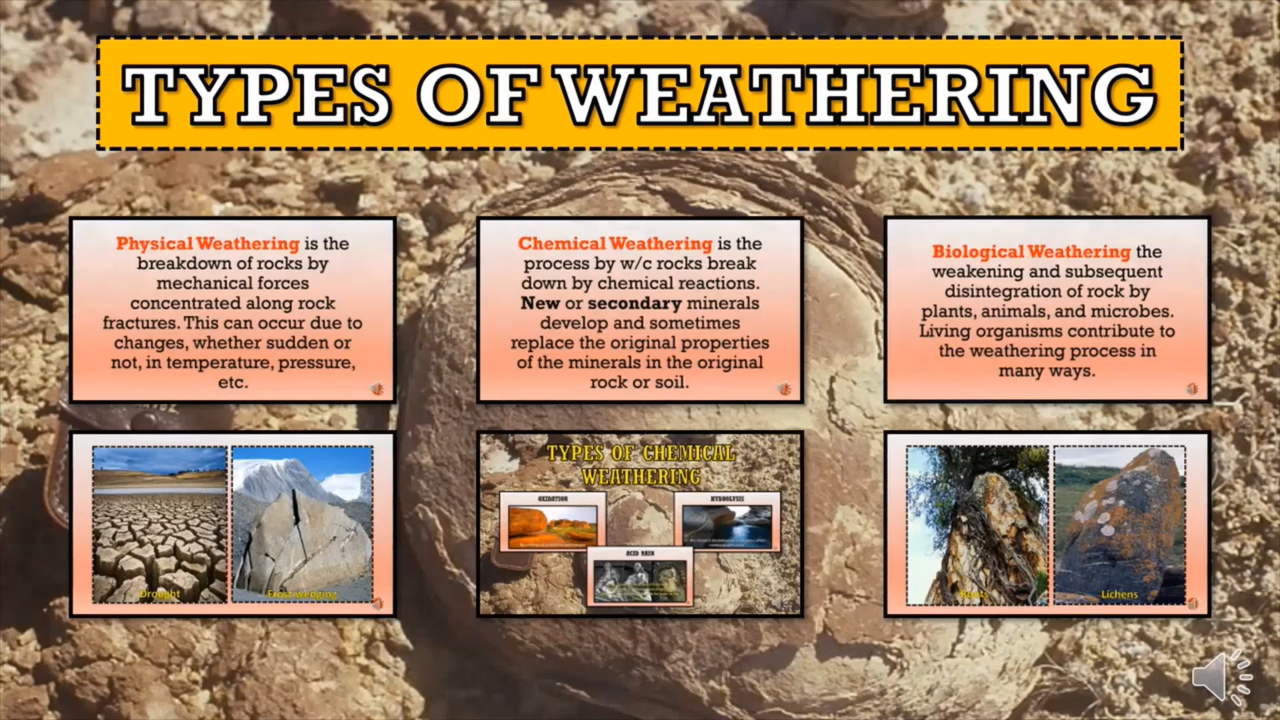 TYPES OF WEATHERING
Physical Weathering is the
breakdown of rocks by
mechanical forces
concentrated along rock
fractures. This can occur due to
changes, whether sudden or
not, in temperature, pressure,
etc.
Chemical Weathering is the
process by w/c rocks break
down by chemical reactions.
New or secondary minerals
develop and sometimes
replace the original properties
of the minerals in the original
rock or soil.
Biological Weathering the
weakening and subsequent
disintegration of rock by
plants, animals, and microbes.
Living organisms contribute to
the weathering process in
many ways.
Drought
Frost wedging
TYPES OF CHEMICAL
WEATHERING
OXIDATION
HYDROLYSIS
ACID RAIN
Roots
Lichens